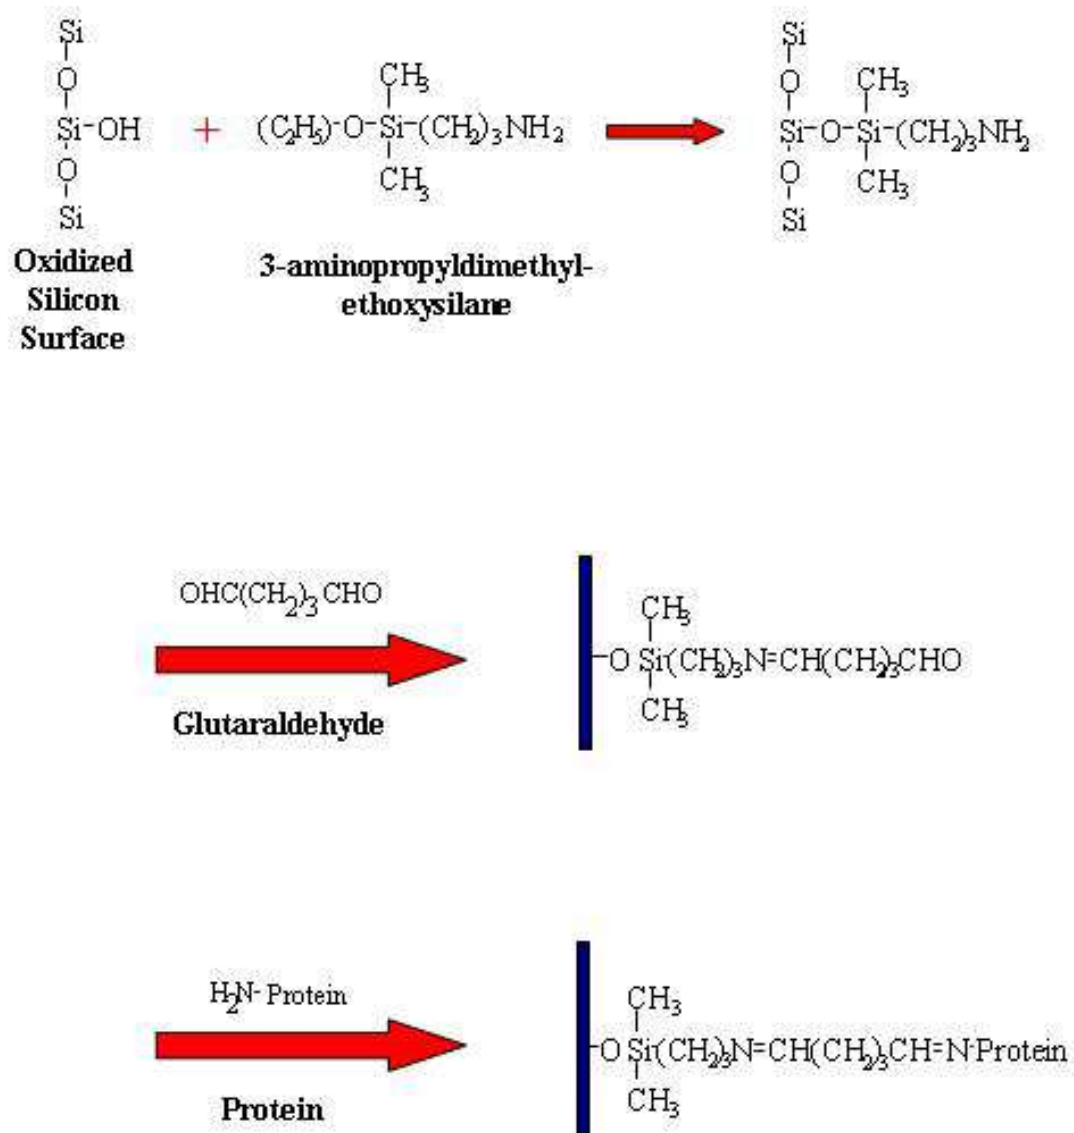 Si
O
Si-OH
O
Si
Oxidized
Silicon
Surface
+
CH3
(C2H5)-O-Si-(CH2)3NH2
CH3
3-aminopropyldimethyl-
ethoxysilane
Si
O
CH3
Si-O-Si-(CH2)3NH2
O
CH3
Si
OHC(CH2)3CHO
Glutaraldehyde
CH3
-O Si(CH2)3N=CH(CH2)3CHO
CH3
H2N-Protein
Protein
CH3
-O Si(CH2)3N=CH(CH2)3CH=N-Protein
CH3